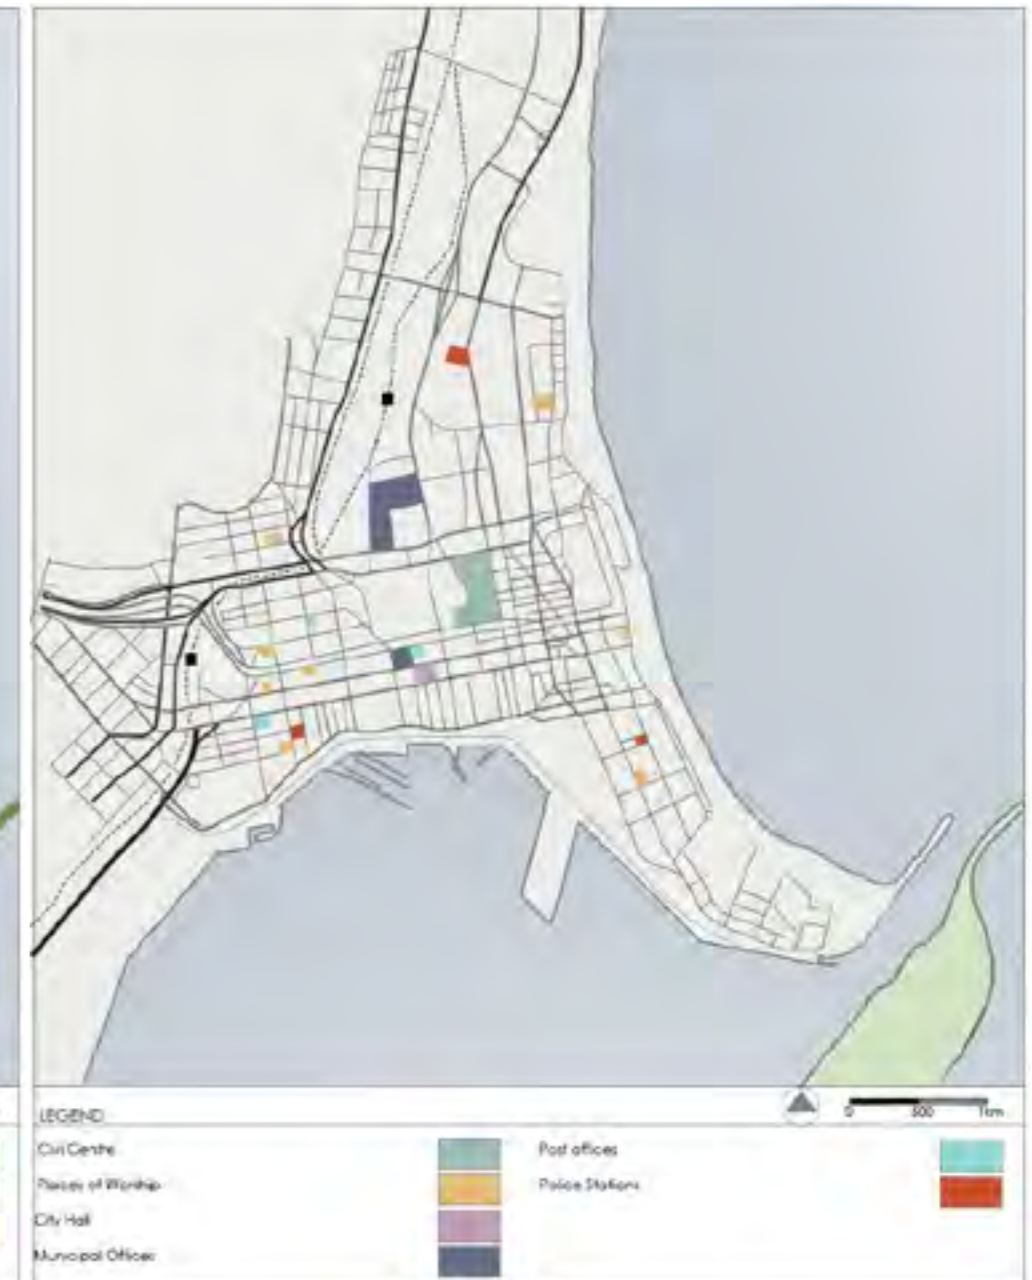 0 500 1km
LEGEND
Civil Centre
Post offices
Places of Worship
Police Stations
City Hall
Municipal Offices